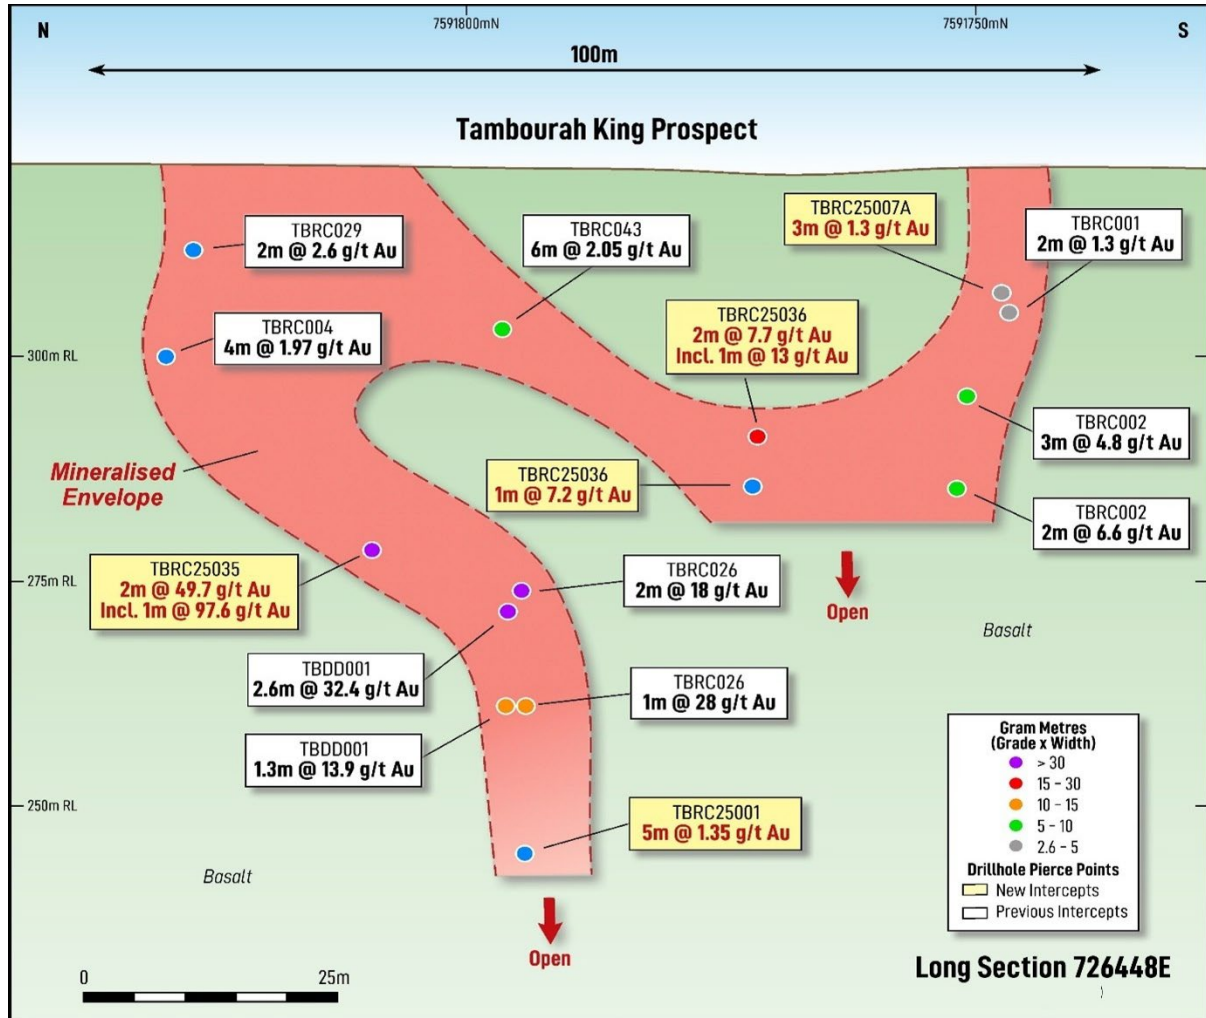 N
7591800mN
7591750mN
S
100m
Tambourah King Prospect
TBRC029
2m @ 2.6 g/t Au
TBRC043
6m @ 2.05 g/t Au
TBRC25007A
3m @ 1.3 g/t Au
TBRC001
2m @ 1.3 g/t Au
TBRC004
4m @ 1.97 g/t Au
TBRC25036
2m @ 7.7 g/t Au
Incl. 1m @ 13 g/t Au
300m RL
TBRC002
3m @ 4.8 g/t Au
Mineralised
Envelope
TBRC25036
1m @ 7.2 g/t Au
TBRC002
2m @ 6.6 g/t Au
TBRC25035
2m @ 49.7 g/t Au
Incl. 1m @ 97.6 g/t Au
275m RL
TBRC026
2m @ 18 g/t Au
Open
Basalt
TBDD001
2.6m @ 32.4 g/t Au
TBRC026
1m @ 28 g/t Au
TBDD001
1.3m @ 13.9 g/t Au
250m RL
TBRC25001
5m @ 1.35 g/t Au
Basalt
Open
Gram Metres
(Grade x Width)
> 30
15 - 30
10 - 15
5 - 10
2.6 - 5
Drillhole Pierce Points
New Intercepts
Previous Intercepts
0
25m
Long Section 726448E
)